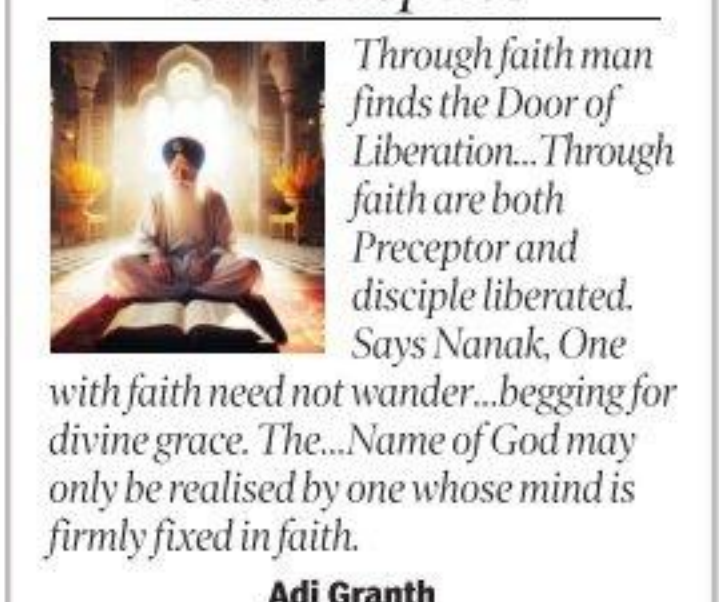 Through faith man
finds the Door of
Liberation...Through
faith are both
Preceptor and
disciple liberated.
Says Nanak, One
with faith need not wander...begging for
divine grace. The...Name of God may
only be realised by one whose mind is
firmly fixed in faith.
Adi Granth